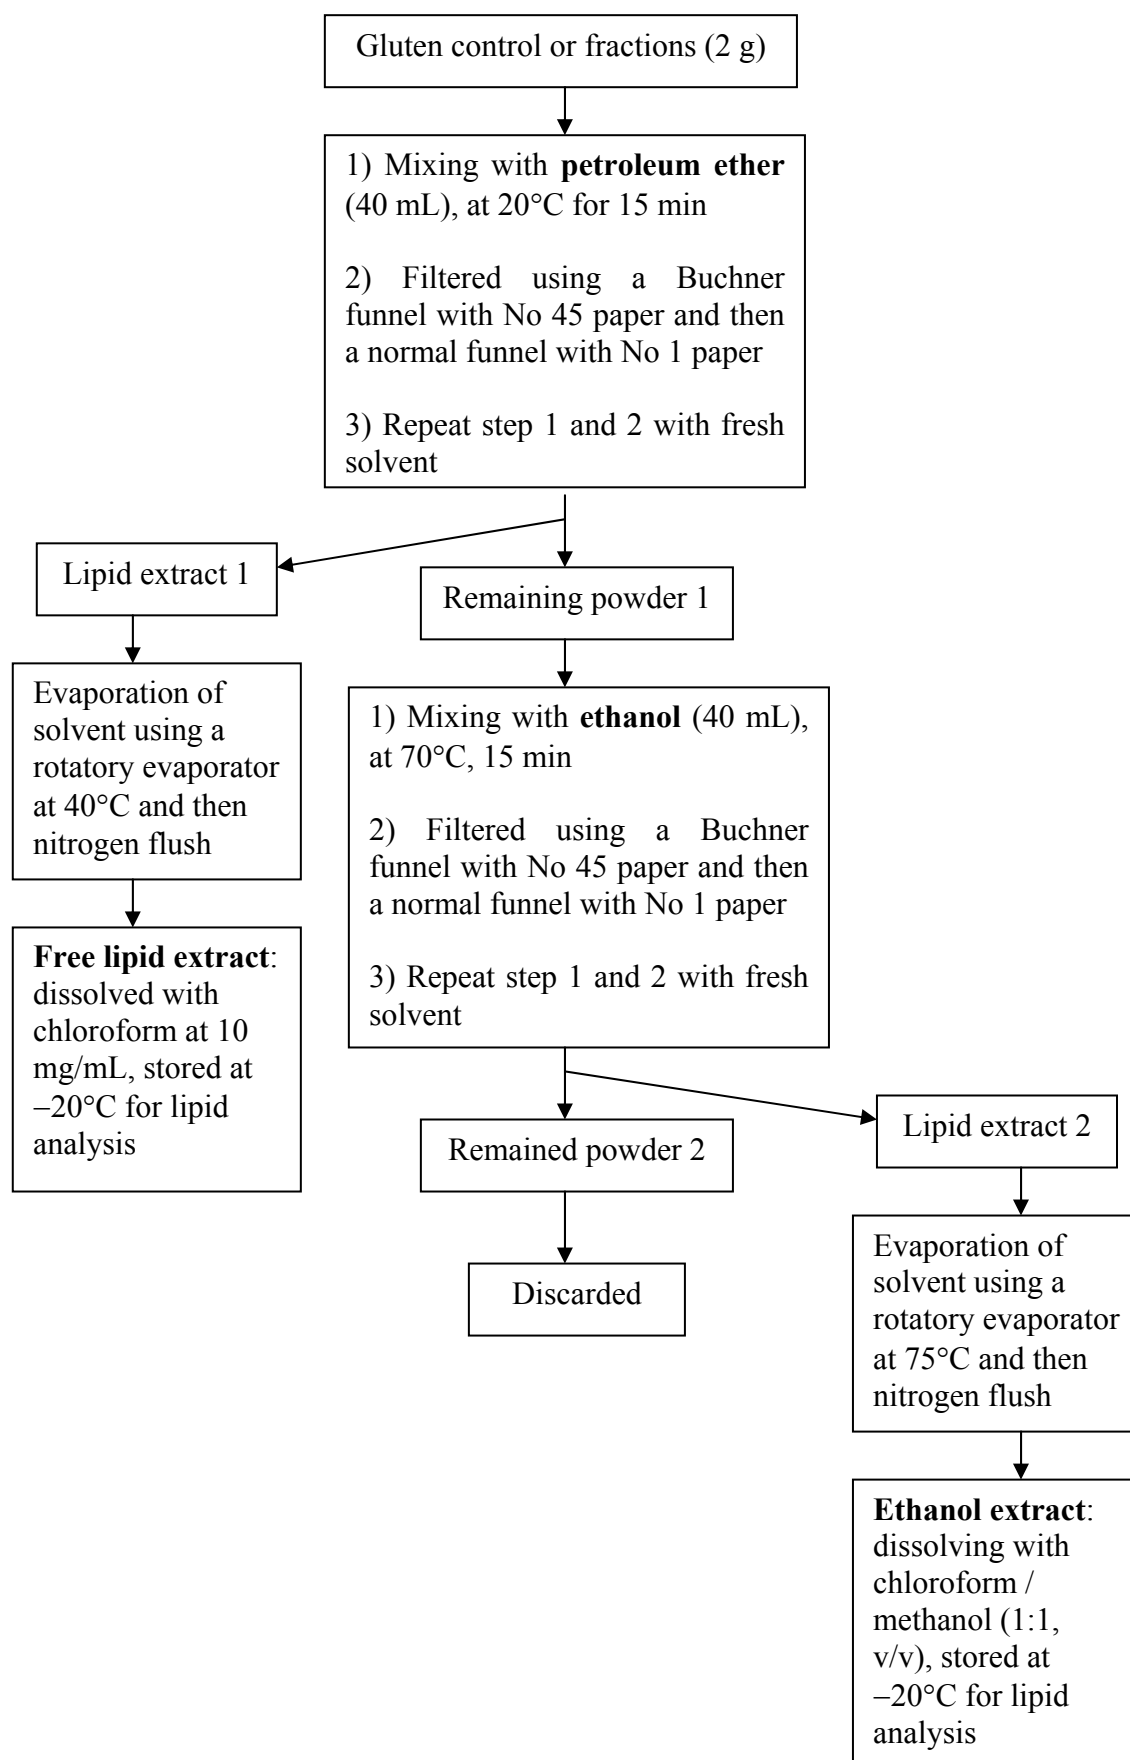 Gluten control or fractions (2 g)
1) Mixing with petroleum ether
(40 mL), at 20°C for 15 min
2) Filtered using a Buchner
funnel with No 45 paper and then
a normal funnel with No 1 paper
3) Repeat step 1 and 2 with fresh
solvent
Lipid extract 1
Remaining powder 1
Evaporation of
solvent using a
rotatory evaporator
at 40°C and then
nitrogen flush
1) Mixing with ethanol (40 mL),
at 70°C, 15 min
2) Filtered using a Buchner
funnel with No 45 paper and then
a normal funnel with No 1 paper
3) Repeat step 1 and 2 with fresh
solvent
Free lipid extract:
dissolved with
chloroform at 10
mg/mL, stored at
–20°C for lipid
analysis
Remained powder 2
Lipid extract 2
Discarded
Evaporation of
solvent using a
rotatory evaporator
at 75°C and then
nitrogen flush
Ethanol extract:
dissolving with
chloroform /
methanol (1:1,
v/v), stored at
–20°C for lipid
analysis